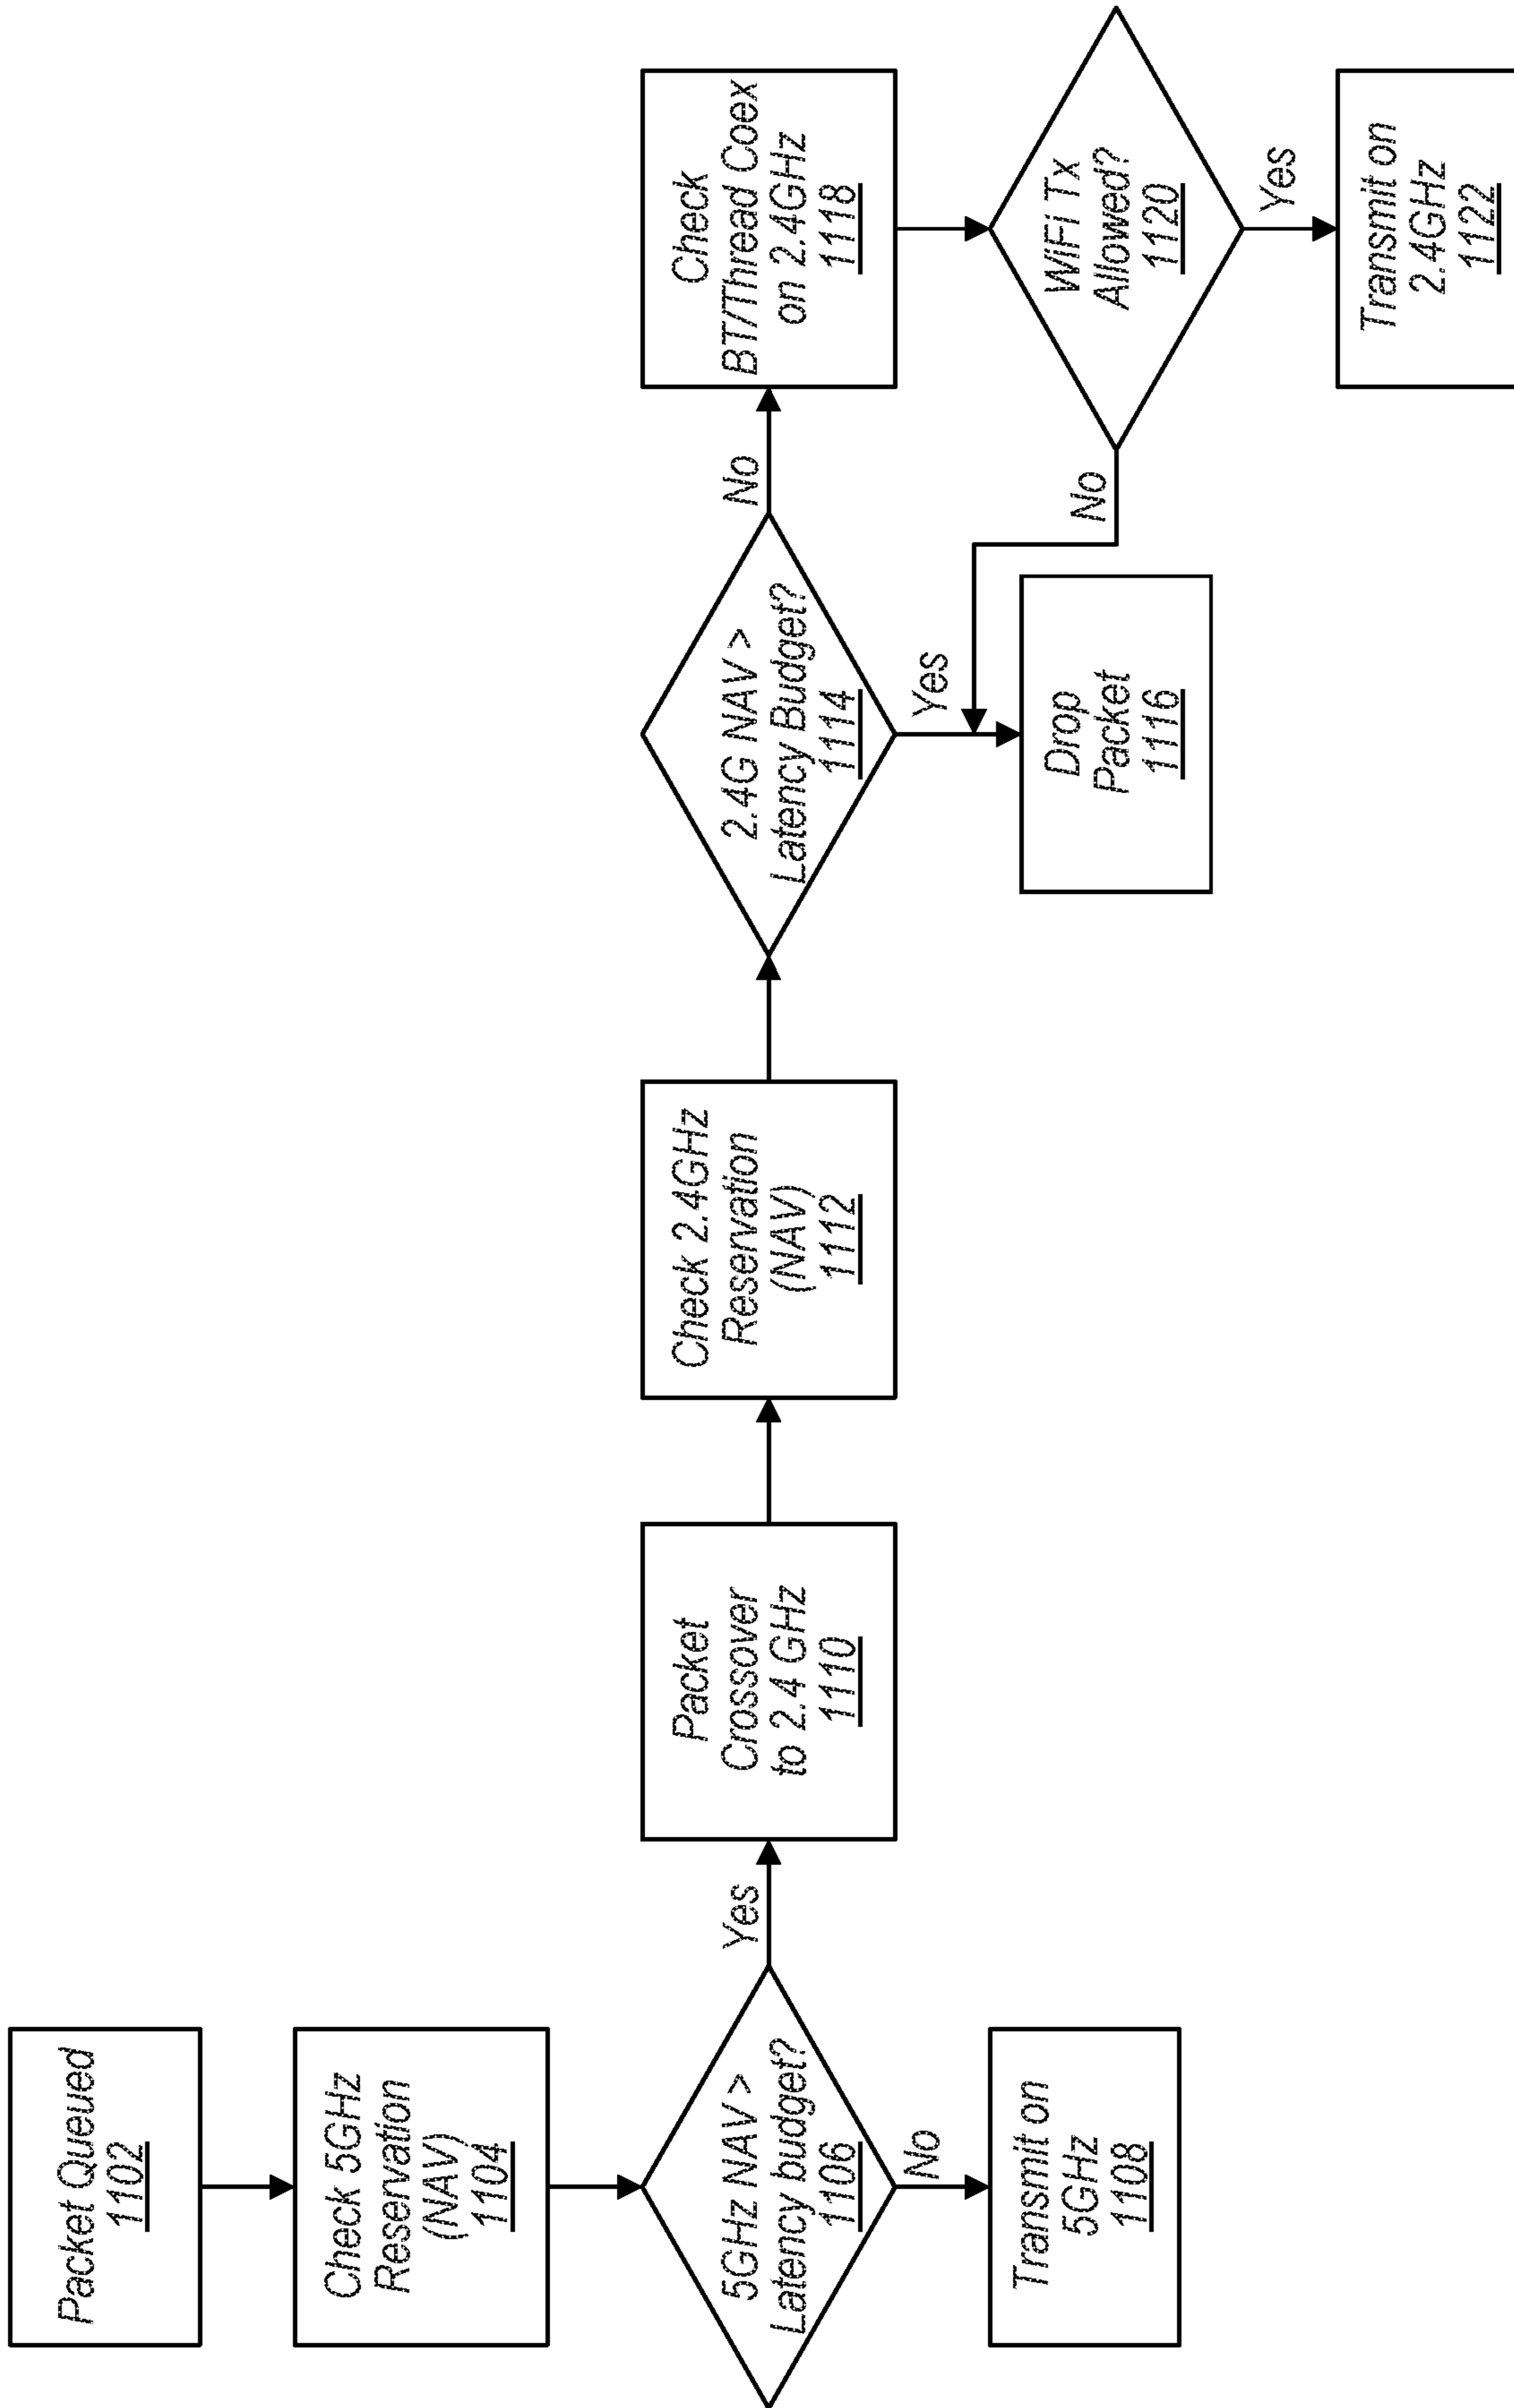 Packet Queued
1102
Check 5GHz
Reservation
(NAV)
1104
5GHz NAV >
Latency budget?
1106
No
Transmit on
5GHz
1108
Yes
Packet
Crossover
to 2.4 GHz
1110
Check 2.4GHz
Reservation
(NAV)
1112
2.4G NAV >
Latency Budget?
1114
Yes
Drop
Packet
1116
No
Check
BT/Thread Coex
on 2.4GHz
1118
WiFi Tx
Allowed?
1120
No
Yes
Transmit on
2.4GHz
1122